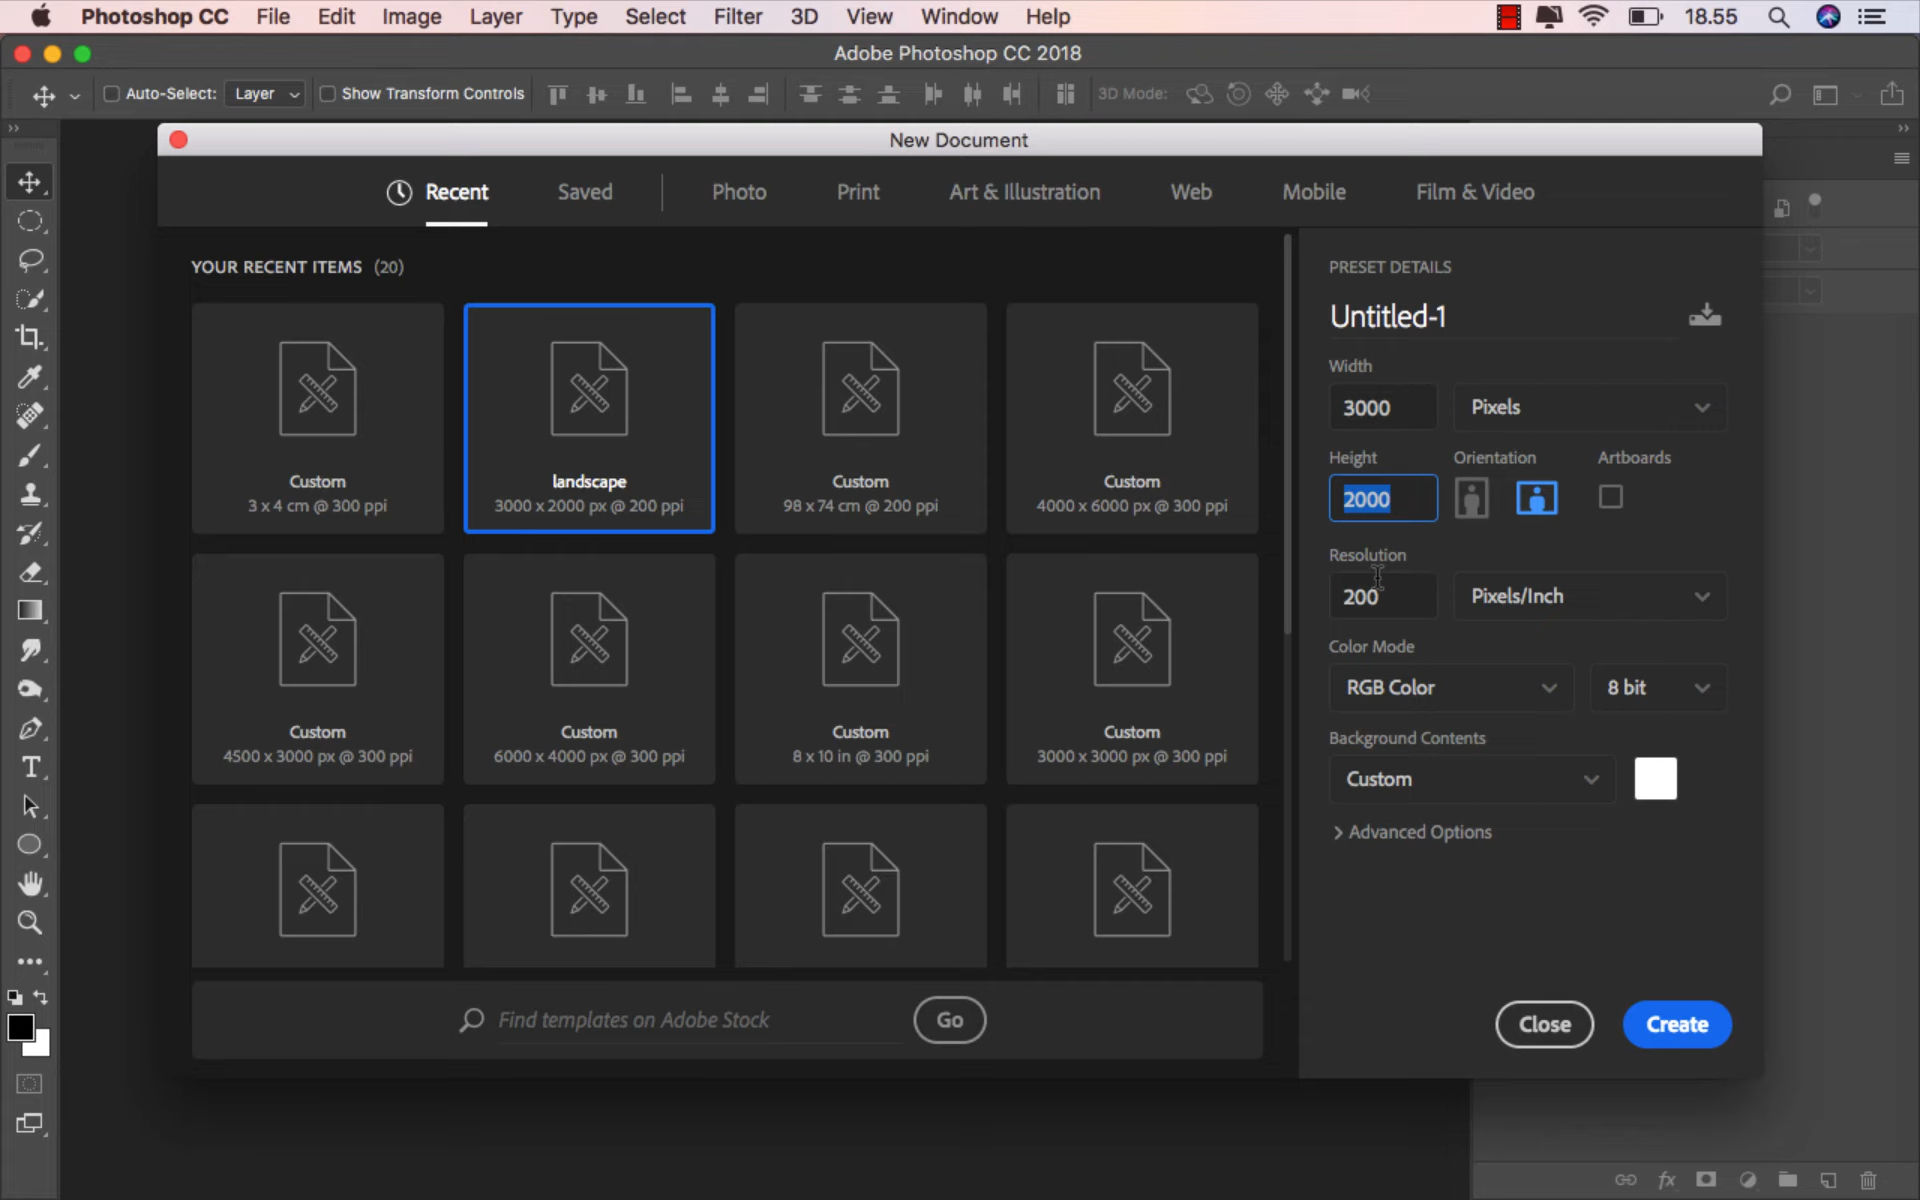 Photoshop CC File Edit Image Layer Type Select Filter 3D View Window Help 18.55
Adobe Photoshop CC 2018
Auto-Select: Layer Show Transform Controls 3D Mode:
New Document
Recent Saved Photo Print Art & Illustration Web Mobile Film & Video
YOUR RECENT ITEMS (20)
Custom
3 x 4 cm @ 300 ppi
landscape
3000 x 2000 px @ 200 ppi
Custom
98 x 74 cm @ 200 ppi
Custom
4000 x 6000 px @ 300 ppi
Custom
4500 x 3000 px @ 300 ppi
Custom
6000 x 4000 px @ 300 ppi
Custom
8 x 10 in @ 300 ppi
Custom
3000 x 3000 px @ 300 ppi
Find templates on Adobe Stock Go
PRESET DETAILS
Untitled-1
Width
3000 Pixels
Height Orientation Artboards
2000
Resolution
200 Pixels/Inch
Color Mode
RGB Color 8 bit
Background Contents
Custom
Advanced Options
Close Create
T
fx